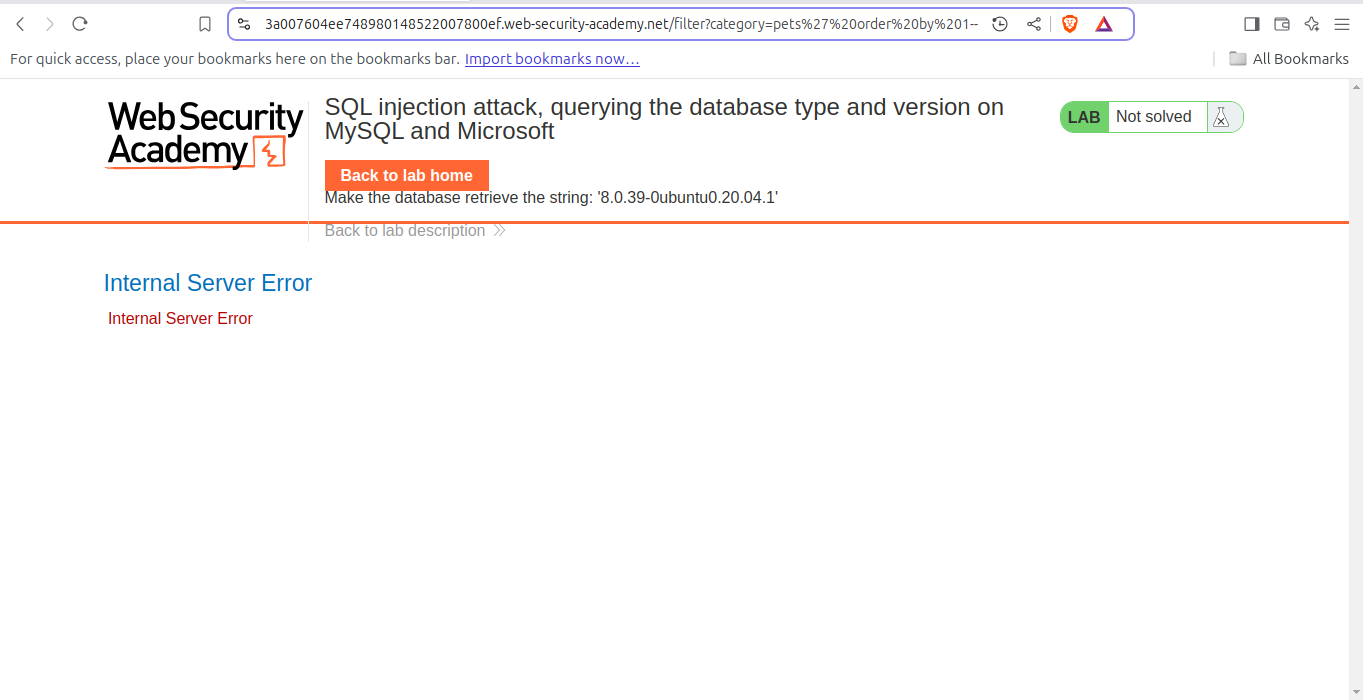 3a007604ee748980148522007800ef.web-security-academy.net/filter?category=pets%27%20order%20by%201--
For quick access, place your bookmarks here on the bookmarks bar. Import bookmarks now…
All Bookmarks
Web Security
Academy
SQL injection attack, querying the database type and version on
MySQL and Microsoft
LAB Not solved
Back to lab home
Make the database retrieve the string: '8.0.39-0ubuntu0.20.04.1'
Back to lab description
Internal Server Error
Internal Server Error